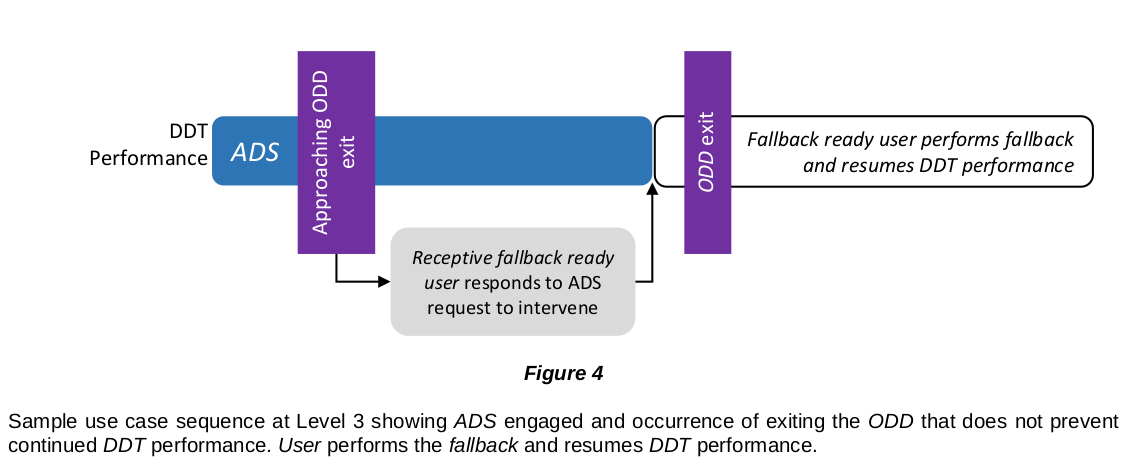 DDT
Performance
ADS
Approaching ODD
exit
ODD exit
Fallback ready user performs fallback
and resumes DDT performance
Receptive fallback ready
user responds to ADS
request to intervene
Figure 4
Sample use case sequence at Level 3 showing ADS engaged and occurrence of exiting the ODD that does not prevent
continued DDT performance. User performs the fallback and resumes DDT performance.